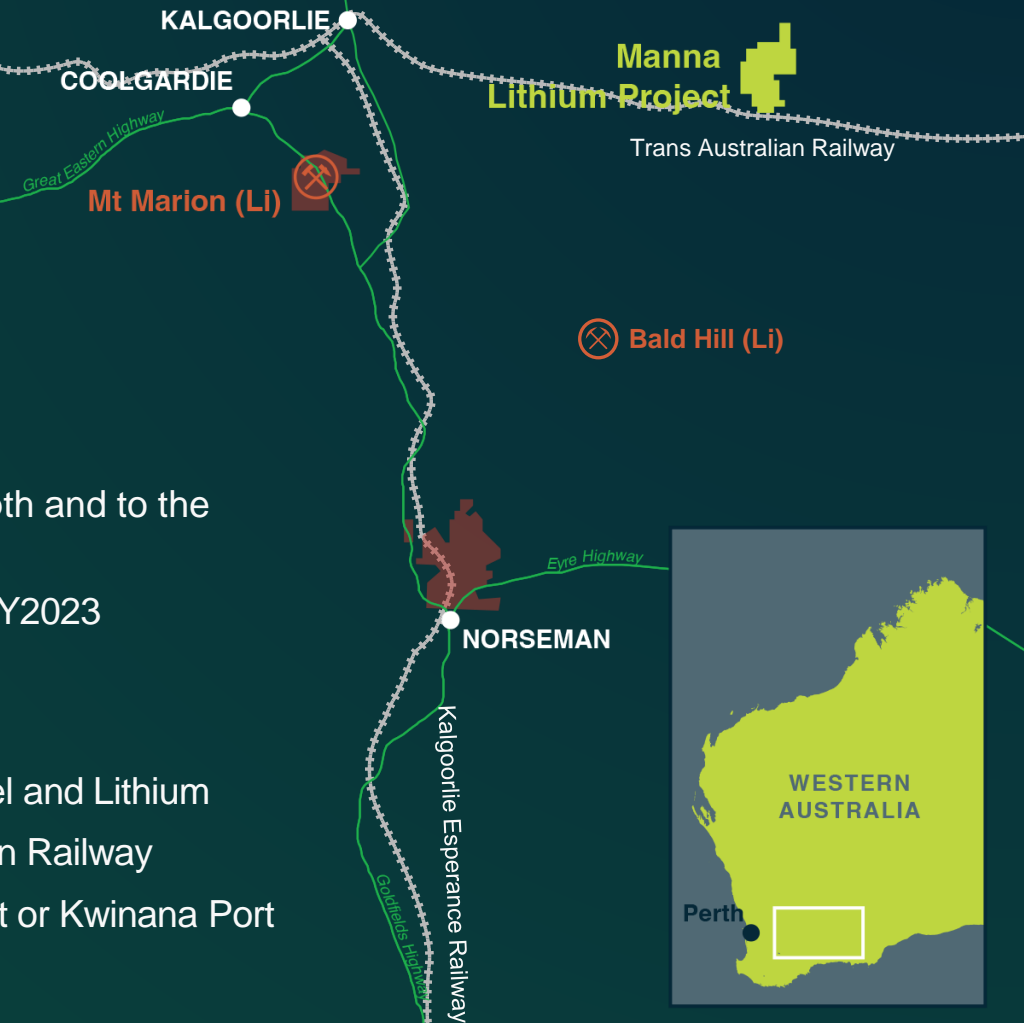 KALGOORLIE
COOLGARDIE
Manna
Lithium Project
Great Eastern Highway
Trans Australian Railway
Mt Marion (Li)
Bald Hill (Li)
oth and to the
Eyre Highway
Y2023
NORSEMAN
Kalgoorlie Esperance Railway
el and Lithium
WESTERN
AUSTRALIA
n Railway
Goldfields Highway
t or Kwinana Port
Perth